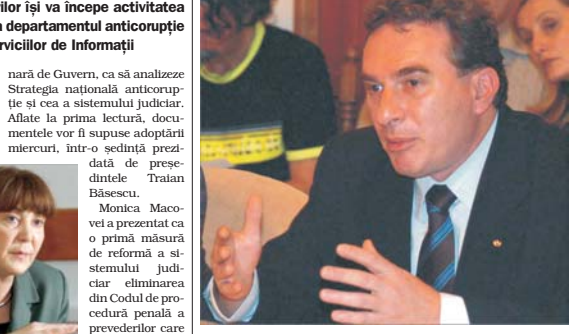 ilor își va începe activitatea
departamentul anticorupție
rviciilor de Informații
nară de Guvern, ca să analizeze
Strategia națională anticorup-
ție și cea a sistemului judiciar.
Aflate la prima lectură, docu-
mentele vor fi supuse adoptării
miercuri, într-o ședință prezi-
dată de preșe-
dintele Traian
Băsescu.
Monica Maco-
vei a prezentat ca
o primă măsură
de reformă a si-
stemului judi-
ciar eliminarea
din Codul de pro-
cedură penală a
prevederilor care